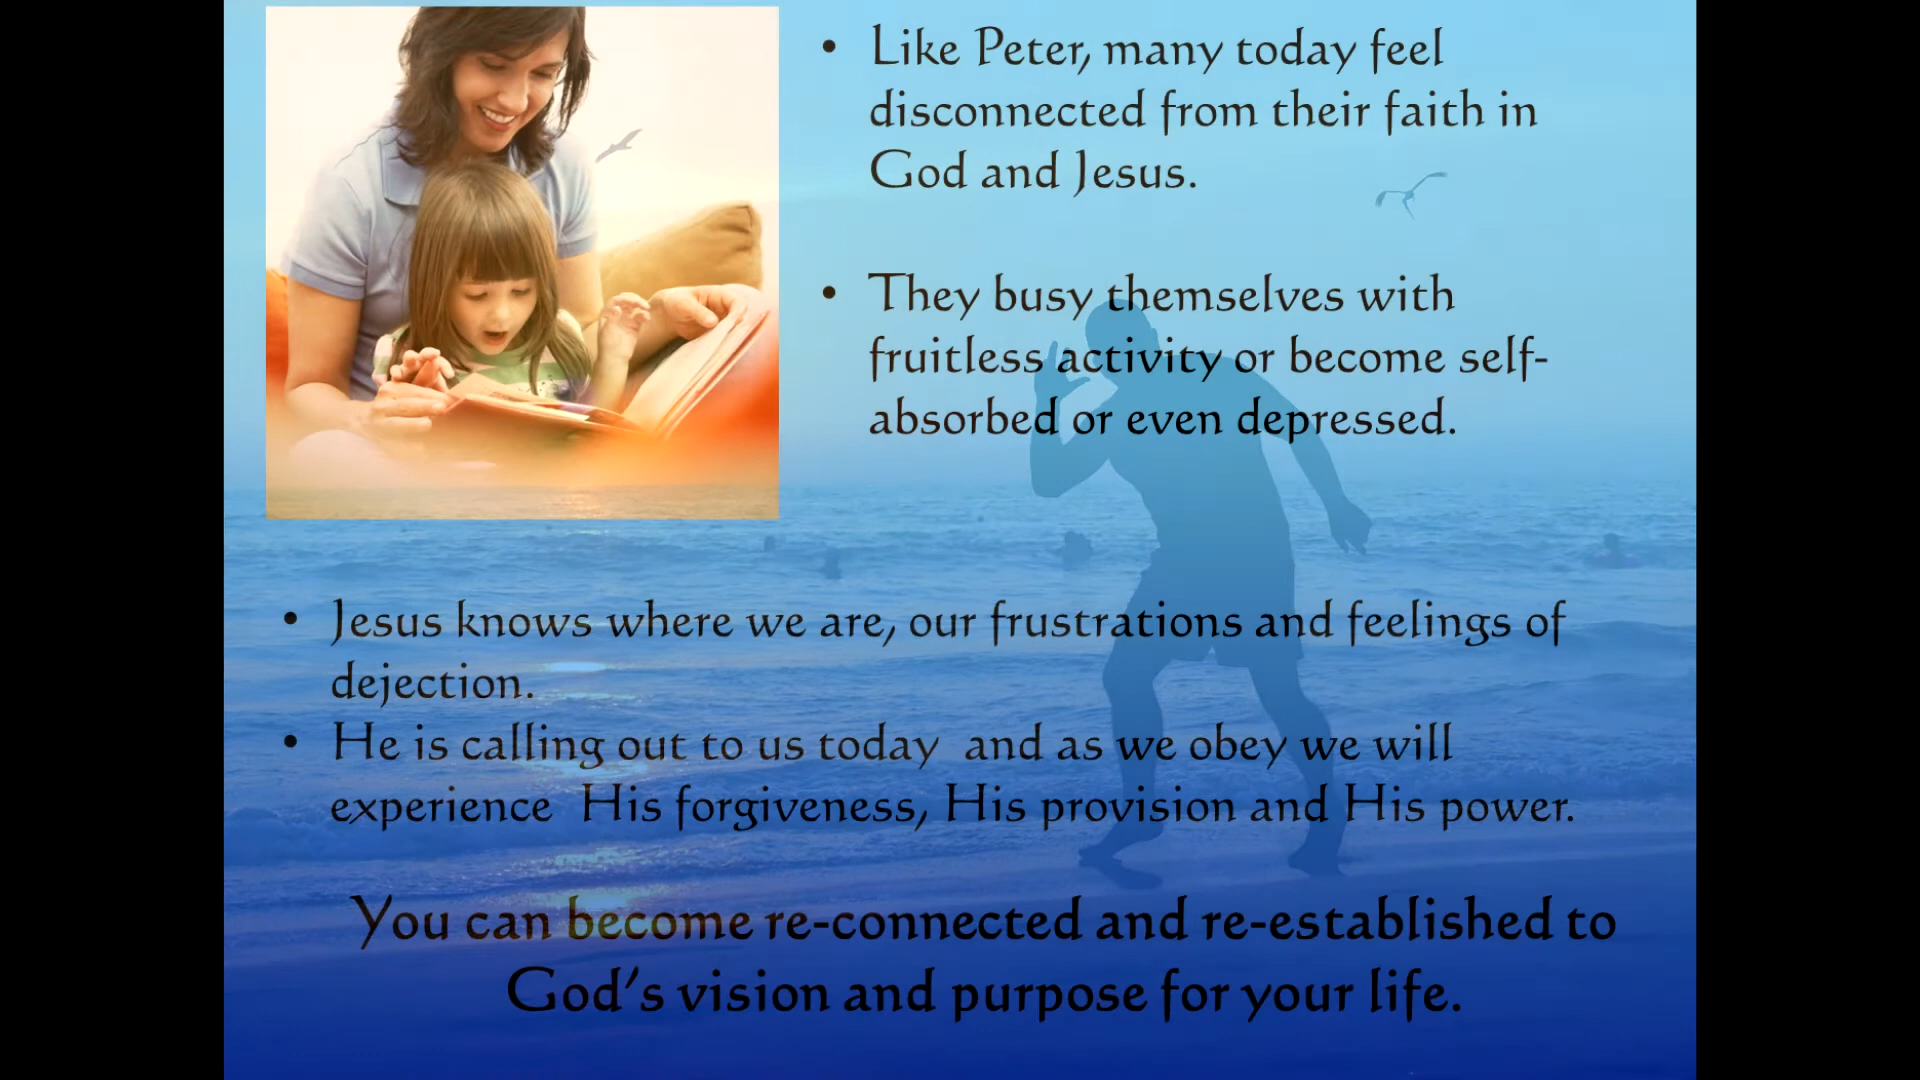 • Like Peter, many today feel
disconnected from their faith in
God and Jesus.
• They busy themselves with
fruitless activity or become self-
absorbed or even depressed.
• Jesus knows where we are, our frustrations and feelings of
dejection.
• He is calling out to us today  and as we obey we will
experience  His forgiveness, His provision and His power.
You can become re-connected and re-established to
God's vision and purpose for your life.